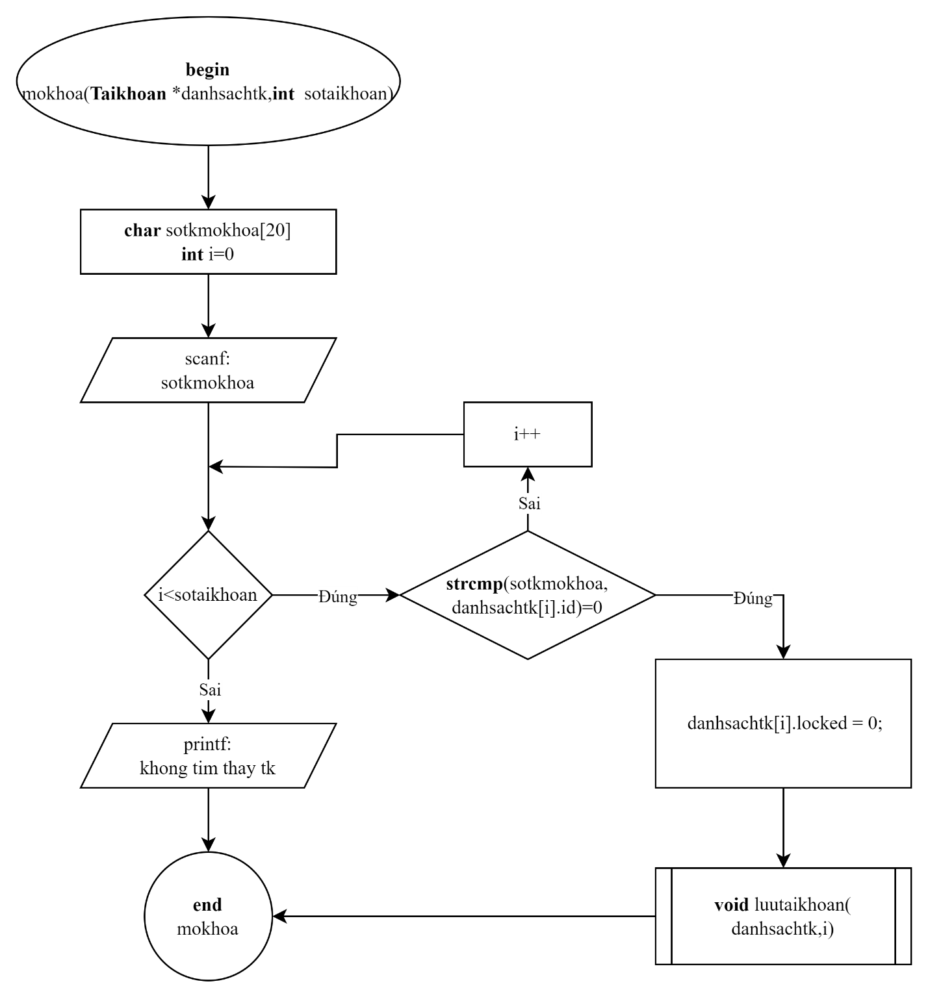 begin
mokhoa(Taikhoan *danhsachtk,int  sotaikhoan)
char sotkmokhoa[20]
int i=0
scanf:
sotkmokhoa
i++
Sai
i<sotaikhoan
Đúng
strcmp(sotkmokhoa,
danhsachtk[i].id)=0
Đúng
Sai
danhsachtk[i].locked = 0;
printf:
khong tim thay tk
end
mokhoa
void luutaikhoan(
danhsachtk,i)